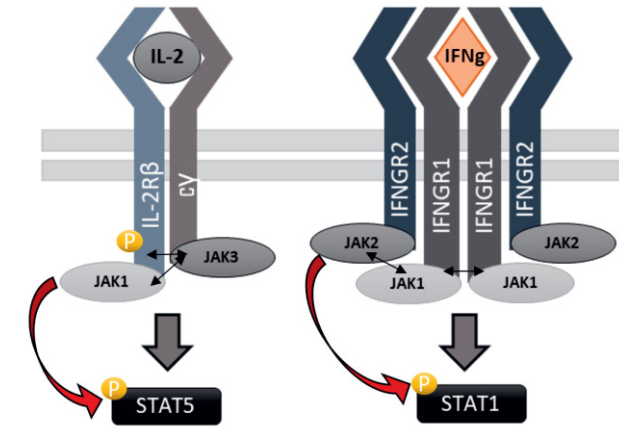 IL-2
IL-2Rβ
cγ
P
JAK3
JAK1
P
STAT5
IFNg
IFNGR2
IFNGR1
IFNGR1
IFNGR2
JAK2
JAK2
JAK1
JAK1
P
STAT1